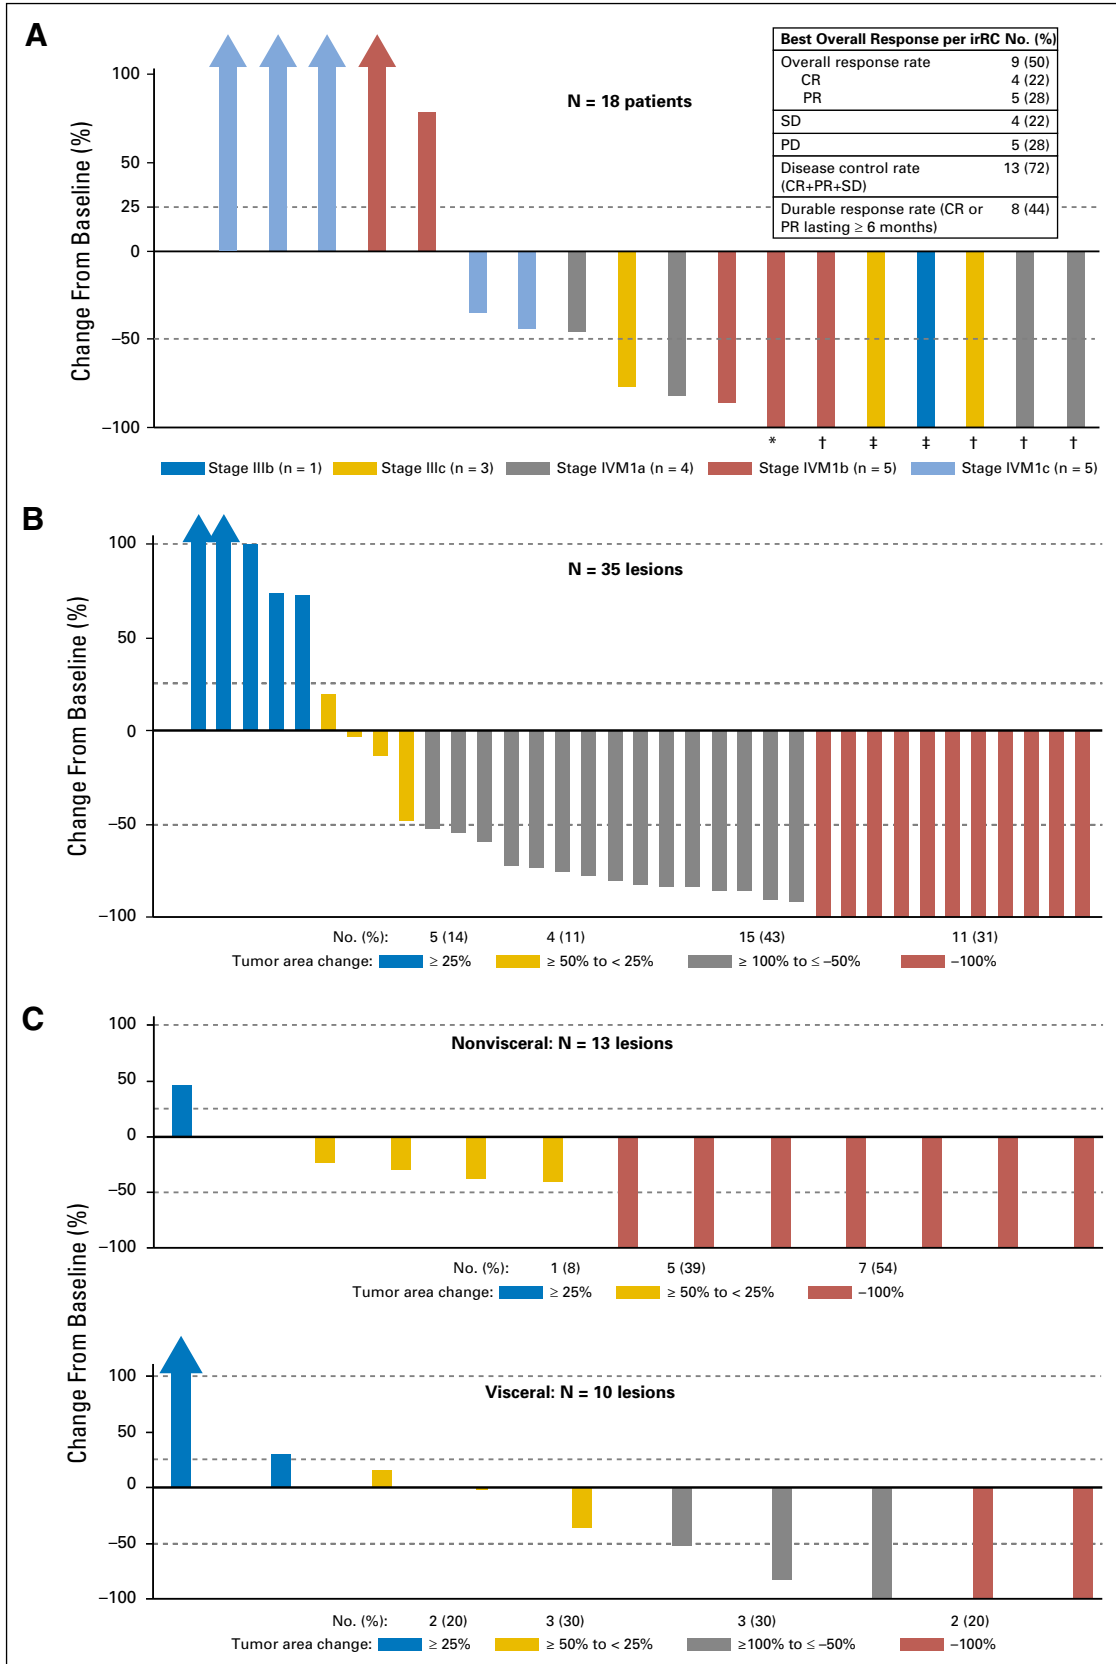 A
Best Overall Response per irRC No. (%)
Overall response rate 9 (50)
CR 4 (22)
PR 5 (28)
SD 4 (22)
PD 5 (28)
Disease control rate 13 (72)
(CR+PR+SD)
Durable response rate (CR or 8 (44)
PR lasting ≥ 6 months)
N = 18 patients
Change From Baseline (%)
100
50
25
0
−50
−100
* † ‡ ‡ † † †
Stage IIIb (n = 1) Stage IIIc (n = 3) Stage IVM1a (n = 4) Stage IVM1b (n = 5) Stage IVM1c (n = 5)
B
N = 35 lesions
Change From Baseline (%)
100
50
0
−50
−100
No. (%): 5 (14) 4 (11) 15 (43) 11 (31)
Tumor area change: ≥ 25% ≥ 50% to < 25% ≥ 100% to ≤ −50% −100%
C
Nonvisceral: N = 13 lesions
Change From Baseline (%)
100
50
0
−50
−100
No. (%): 1 (8) 5 (39) 7 (54)
Tumor area change: ≥ 25% ≥ 50% to < 25% −100%
Visceral: N = 10 lesions
100
50
0
−50
−100
No. (%): 2 (20) 3 (30) 3 (30) 2 (20)
Tumor area change: ≥ 25% ≥ 50% to < 25% ≥100% to ≤ −50% −100%